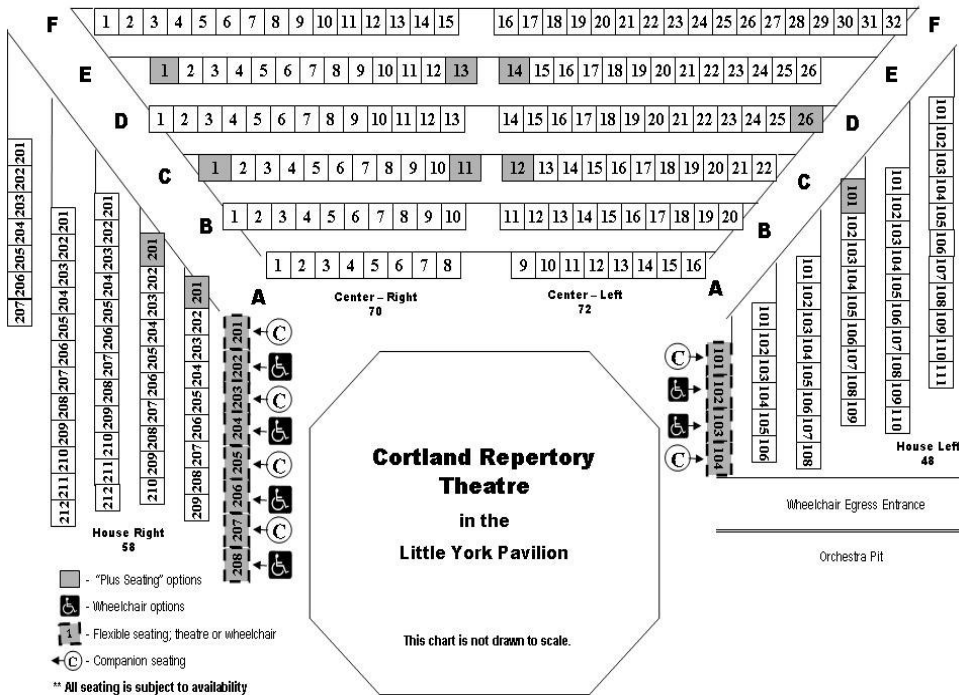 F 1 2 3 4 5 6 7 8 9 10 11 12 13 14 15 16 17 18 19 20 21 22 23 24 25 26 27 28 29 30 31 32 F
E 1 2 3 4 5 6 7 8 9 10 11 12 13 14 15 16 17 18 19 20 21 22 23 24 25 26 E
D 1 2 3 4 5 6 7 8 9 10 11 12 13 14 15 16 17 18 19 20 21 22 23 24 25 26 D
C 1 2 3 4 5 6 7 8 9 10 11 12 13 14 15 16 17 18 19 20 21 22 C
B 1 2 3 4 5 6 7 8 9 10 11 12 13 14 15 16 17 18 19 20 B
A 1 2 3 4 5 6 7 8 9 10 11 12 13 14 15 16 A
Center – Right
70
Center – Left
72
201 202 203 204 205 206 207
201 202 203 204 205 206 207 208 209 210 211 212
201 202 203 204 205 206 207 208 209 210 211 212
201 202 203 204 205 206 207 208 209 210
201 202 203 204 205 206 207 208 209
201 202 203 204 205 206 207 208
C
C
C
C
House Right
58
C
C
101 102 103 104
101 102 103 104 105 106
101 102 103 104 105 106 107 108
101 102 103 104 105 106 107 108 109
101 102 103 104 105 106 107 108 109 110
101 102 103 104 105 106 107 108 109 110 111
House Left
48
Wheelchair Egress Entrance
Orchestra Pit
Cortland Repertory
Theatre
in the
Little York Pavilion
This chart is not drawn to scale.
- "Plus Seating" options
- Wheelchair options
1 - Flexible seating; theatre or wheelchair
C - Companion seating
** All seating is subject to availability